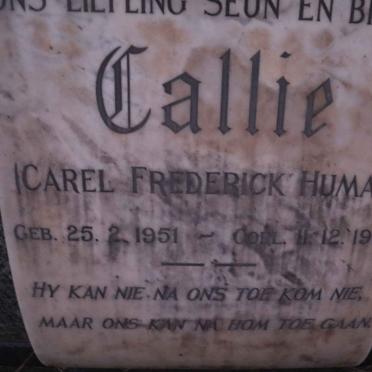 ONS LIEFLING SEUN EN B
Callie
(CAREL FREDERICK HUMA
GEB. 25. 2. 1951 ~ OORL. 11. 12. 19
HY KAN NIE NA ONS TOE KOM NIE,
MAAR ONS KAN NA HOM TOE GAAN